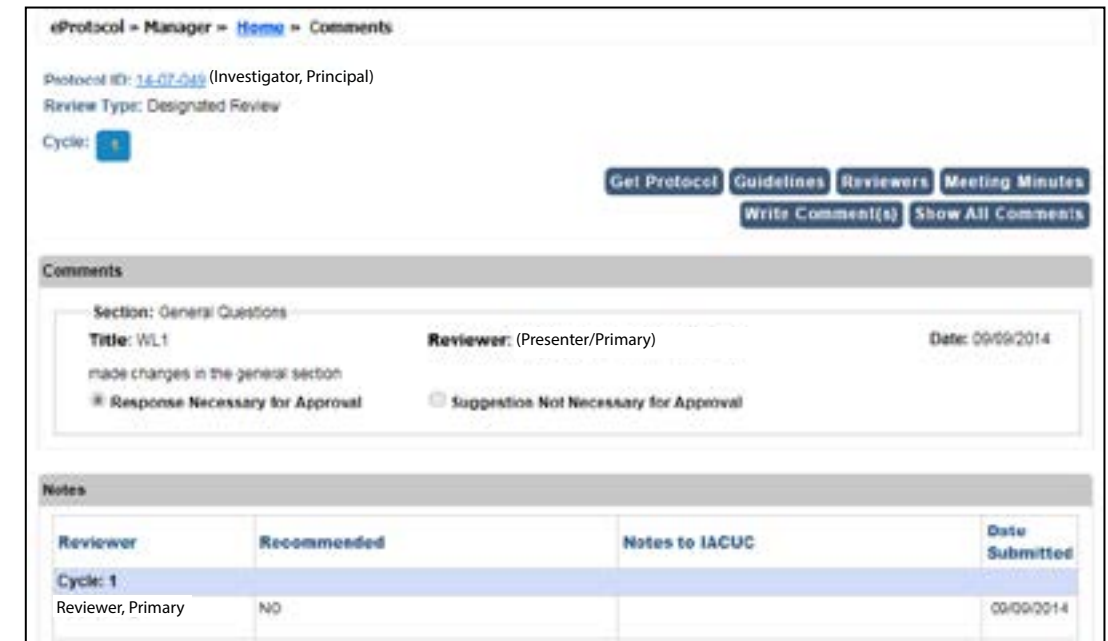 eProtocol » Manager » Home » Comments
Protocol ID: 14-07-049 (Investigator, Principal)
Review Type: Designated Review
Cycle: 1
Get Protocol Guidelines Reviewers Meeting Minutes
Write Comment(s) Show All Comments
Comments
Section: General Questions
Title: WL1 Reviewer: (Presenter/Primary) Date: 09/09/2014
made changes in the general section
Response Necessary for Approval Suggestion Not Necessary for Approval
Notes
Reviewer Recommended Notes to IACUC Date Submitted
Cycle: 1
Reviewer, Primary NO 09/09/2014